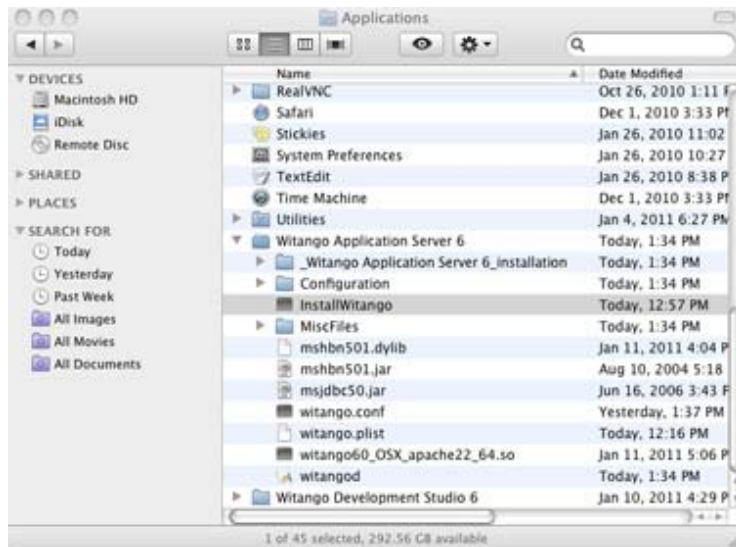 Applications
DEVICES
Macintosh HD
iDisk
Remote Disc
SHARED
PLACES
SEARCH FOR
Today
Yesterday
Past Week
All Images
All Movies
All Documents
Name Date Modified
RealVNC Oct 26, 2010 1:11 P
Safari Dec 1, 2010 3:33 PM
Stickies Jan 26, 2010 11:02
System Preferences Jan 26, 2010 10:27
TextEdit Jan 26, 2010 8:38 P
Time Machine Dec 1, 2010 3:33 PM
Utilities Jan 4, 2011 6:27 PM
Witango Application Server 6 Today, 1:34 PM
_Witango Application Server 6_installation Today, 1:34 PM
Configuration Today, 1:34 PM
InstallWitango Today, 12:57 PM
MiscFiles Today, 1:34 PM
mshbn501.dylib Jan 11, 2011 4:04 P
mshbn501.jar Aug 10, 2004 5:18
msjdbc50.jar Jun 16, 2006 3:43 P
witango.conf Yesterday, 1:37 PM
witango.plist Today, 12:16 PM
witango60_OSX_apache22_64.so Jan 11, 2011 5:06 P
witangod Today, 1:34 PM
Witango Development Studio 6 Jan 10, 2011 4:29 P
1 of 45 selected, 292.56 GB available